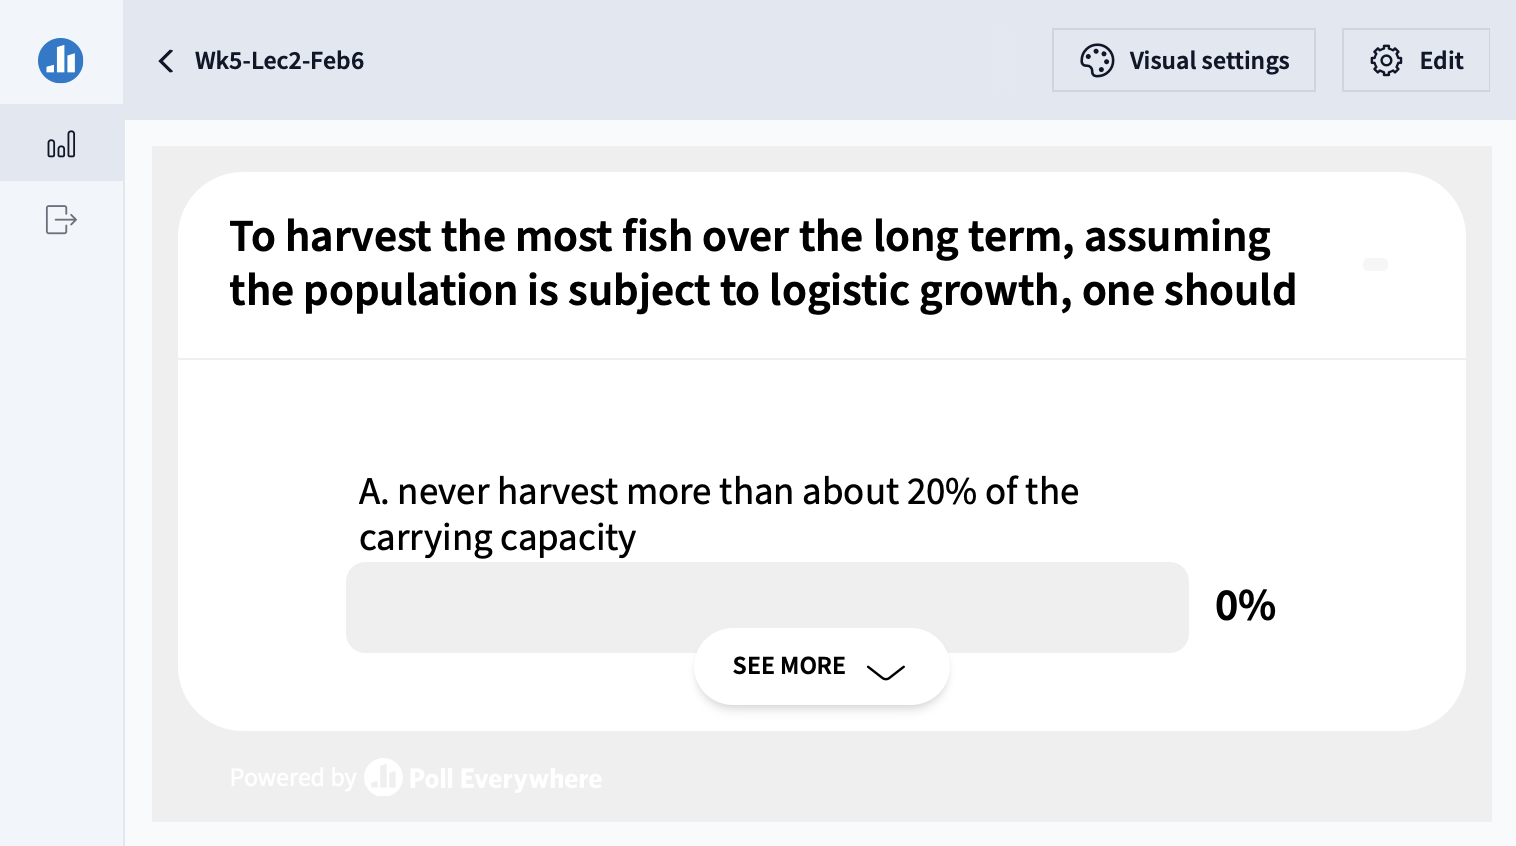 Wk5-Lec2-Feb6
Visual settings
Edit
To harvest the most fish over the long term, assuming
the population is subject to logistic growth, one should
A. never harvest more than about 20% of the
carrying capacity
0%
SEE MORE
Powered by Poll Everywhere